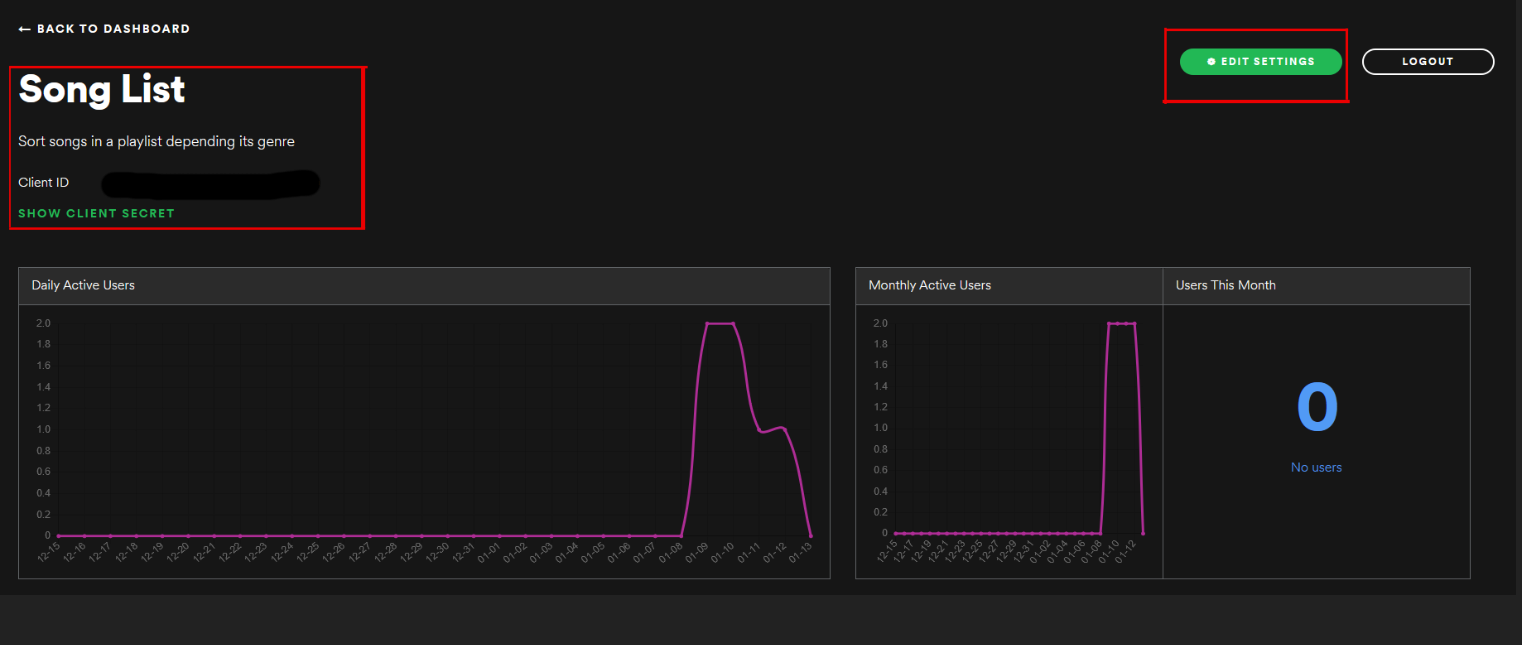 ← BACK TO DASHBOARD
EDIT SETTINGS
LOGOUT
Song List
Sort songs in a playlist depending its genre
Client ID
SHOW CLIENT SECRET
Daily Active Users
2.0
1.8
1.6
1.4
1.2
1.0
0.8
0.6
0.4
0.2
0
12-15 12-16 12-17 12-18 12-19 12-20 12-21 12-22 12-23 12-24 12-25 12-26 12-27 12-28 12-29 12-30 12-31 01-01 01-02 01-03 01-04 01-05 01-06 01-07 01-08 01-09 01-10 01-11 01-12 01-13
Monthly Active Users
2.0
1.8
1.6
1.4
1.2
1.0
0.8
0.6
0.4
0.2
0
12-15 12-17 12-19 12-21 12-23 12-25 12-27 12-29 12-31 01-02 01-04 01-06 01-08 01-10 01-12
Users This Month
0
No users